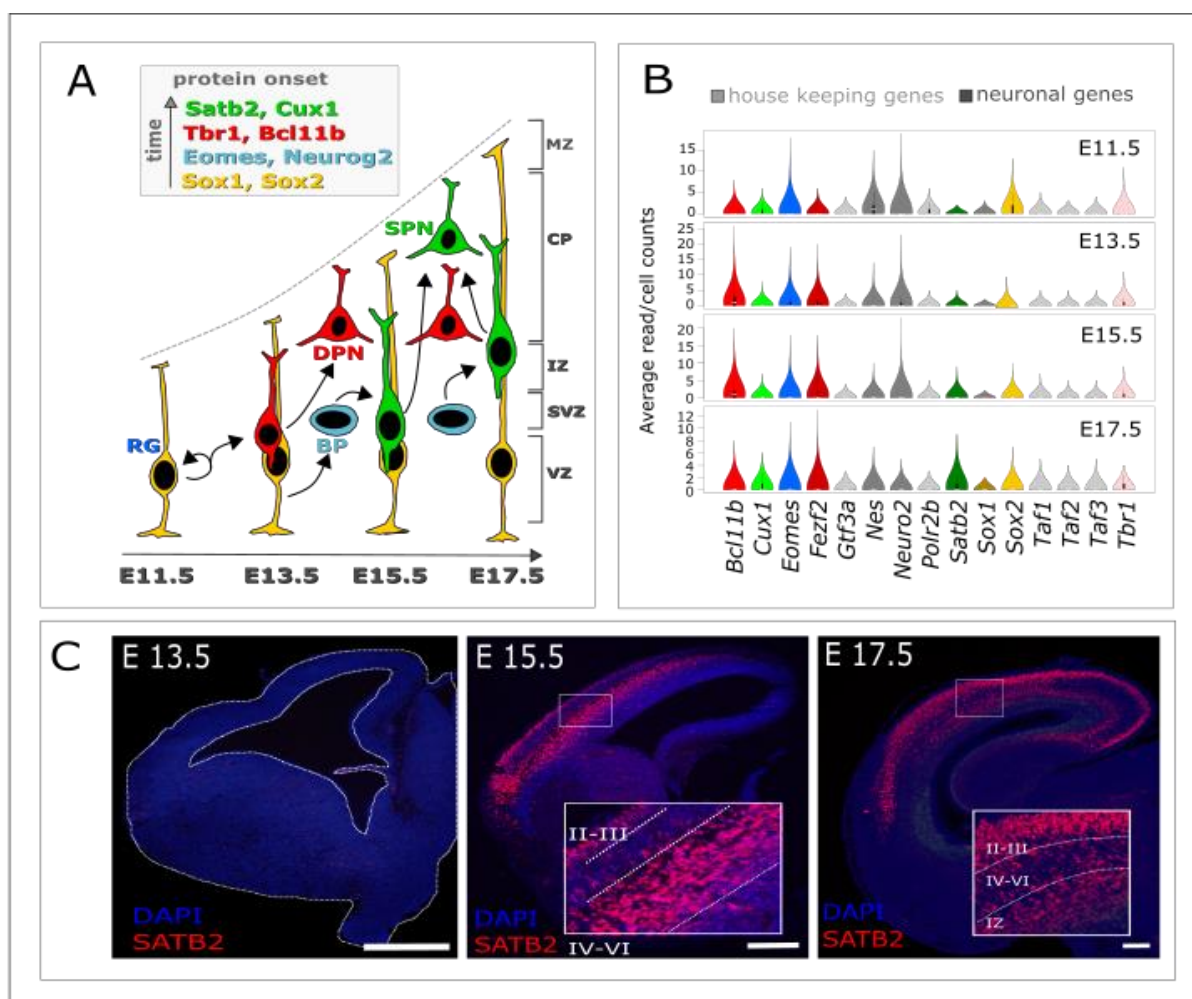 A
protein onset
time
Satb2, Cux1
Tbr1, Bcl11b
Eomes, Neurog2
Sox1, Sox2
MZ
SPN
CP
DPN
IZ
SVZ
RG
BP
VZ
E11.5 E13.5 E15.5 E17.5
B
house keeping genes neuronal genes
Average read/cell counts
15
10
5
0
E11.5
25
20
15
10
5
0
E13.5
20
15
10
5
0
E15.5
12
10
8
6
4
2
0
E17.5
Bcl11b Cux1 Eomes Fezf2 Gtf3a Nes Neuro2 Polr2b Satb2 Sox1 Sox2 Taf1 Taf2 Taf3 Tbr1
C
E 13.5
DAPI
SATB2
E 15.5
II-III
DAPI
SATB2
IV-VI
E 17.5
II-III
IV-VI
IZ
DAPI
SATB2